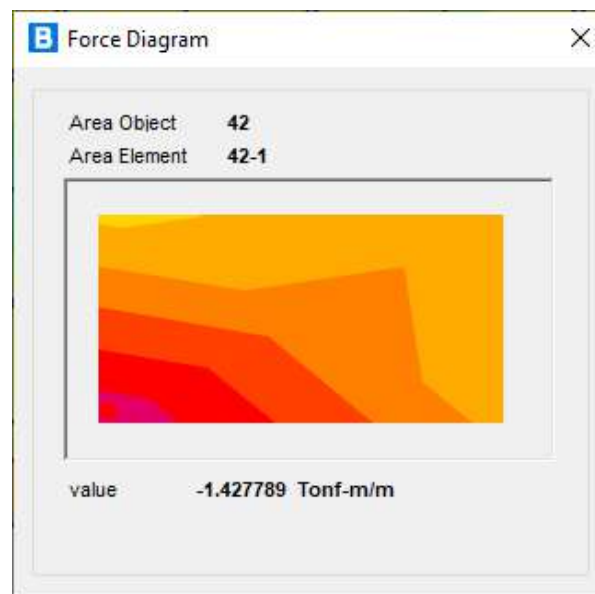 B Force Diagram
Area Object 42
Area Element 42-1
value -1.427789 Tonf-m/m